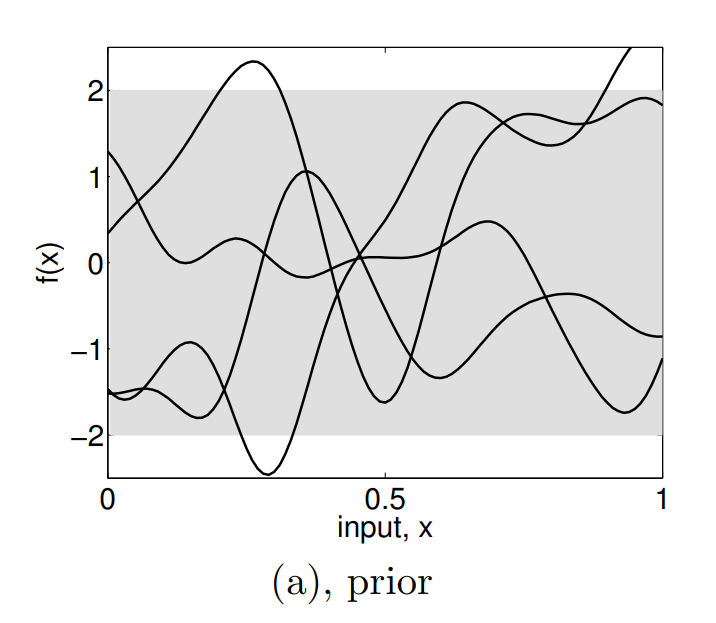 2
1
0
−1
−2
f(x)
0 0.5 1
input, x
(a), prior